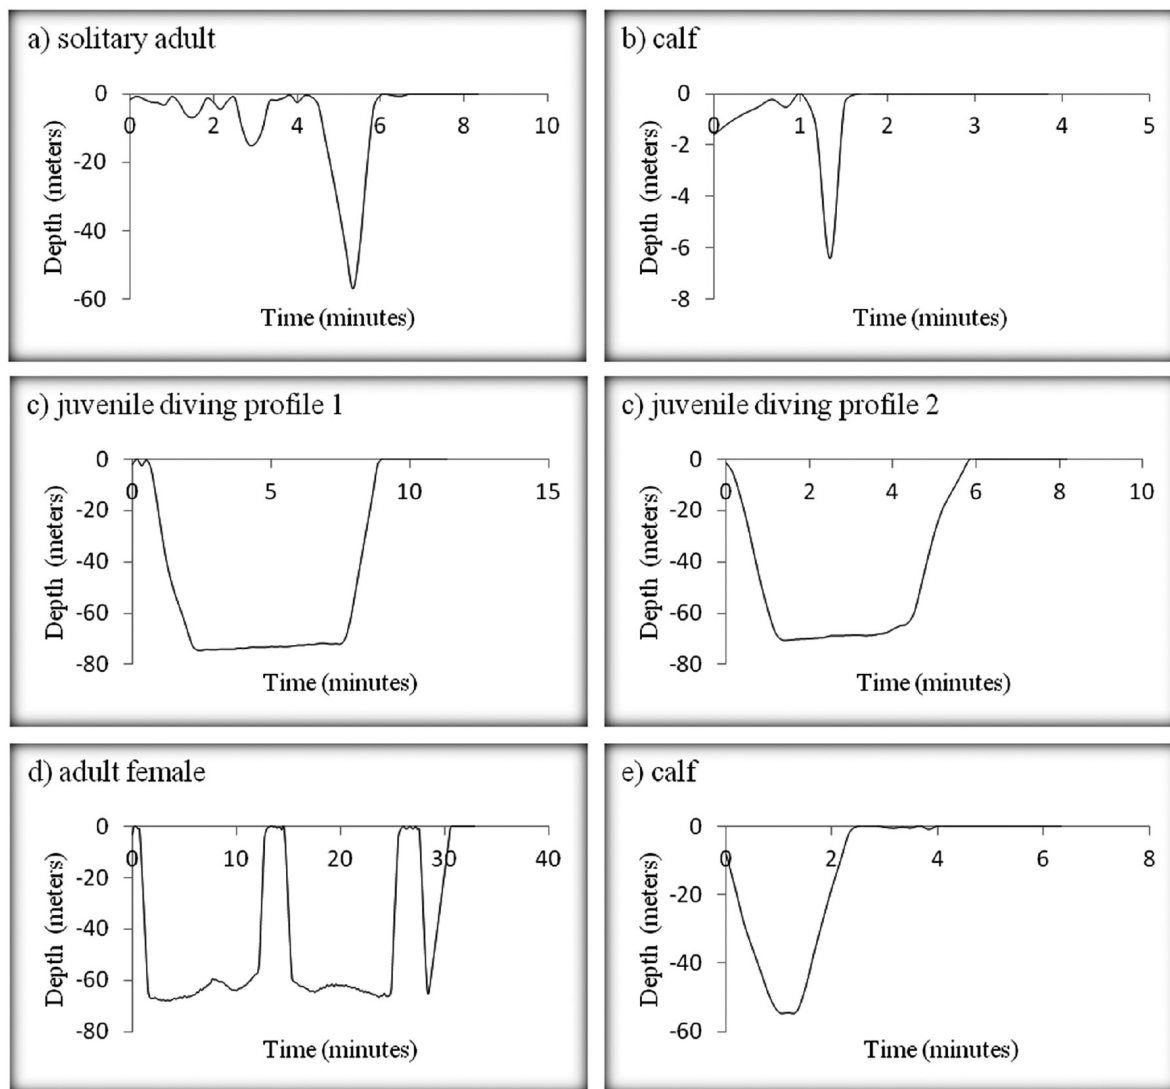 a) solitary adult
0
-20
-40
-60
0 2 4 6 8 10
Depth (meters)
Time (minutes)
b) calf
0
-2
-4
-6
-8
0 1 2 3 4 5
Depth (meters)
Time (minutes)
c) juvenile diving profile 1
0
-20
-40
-60
-80
0 5 10 15
Depth (meters)
Time (minutes)
c) juvenile diving profile 2
0
-20
-40
-60
-80
0 2 4 6 8 10
Depth (meters)
Time (minutes)
d) adult female
0
-20
-40
-60
-80
0 10 20 30 40
Depth (meters)
Time (minutes)
e) calf
0
-20
-40
-60
0 2 4 6 8
Depth (meters)
Time (minutes)